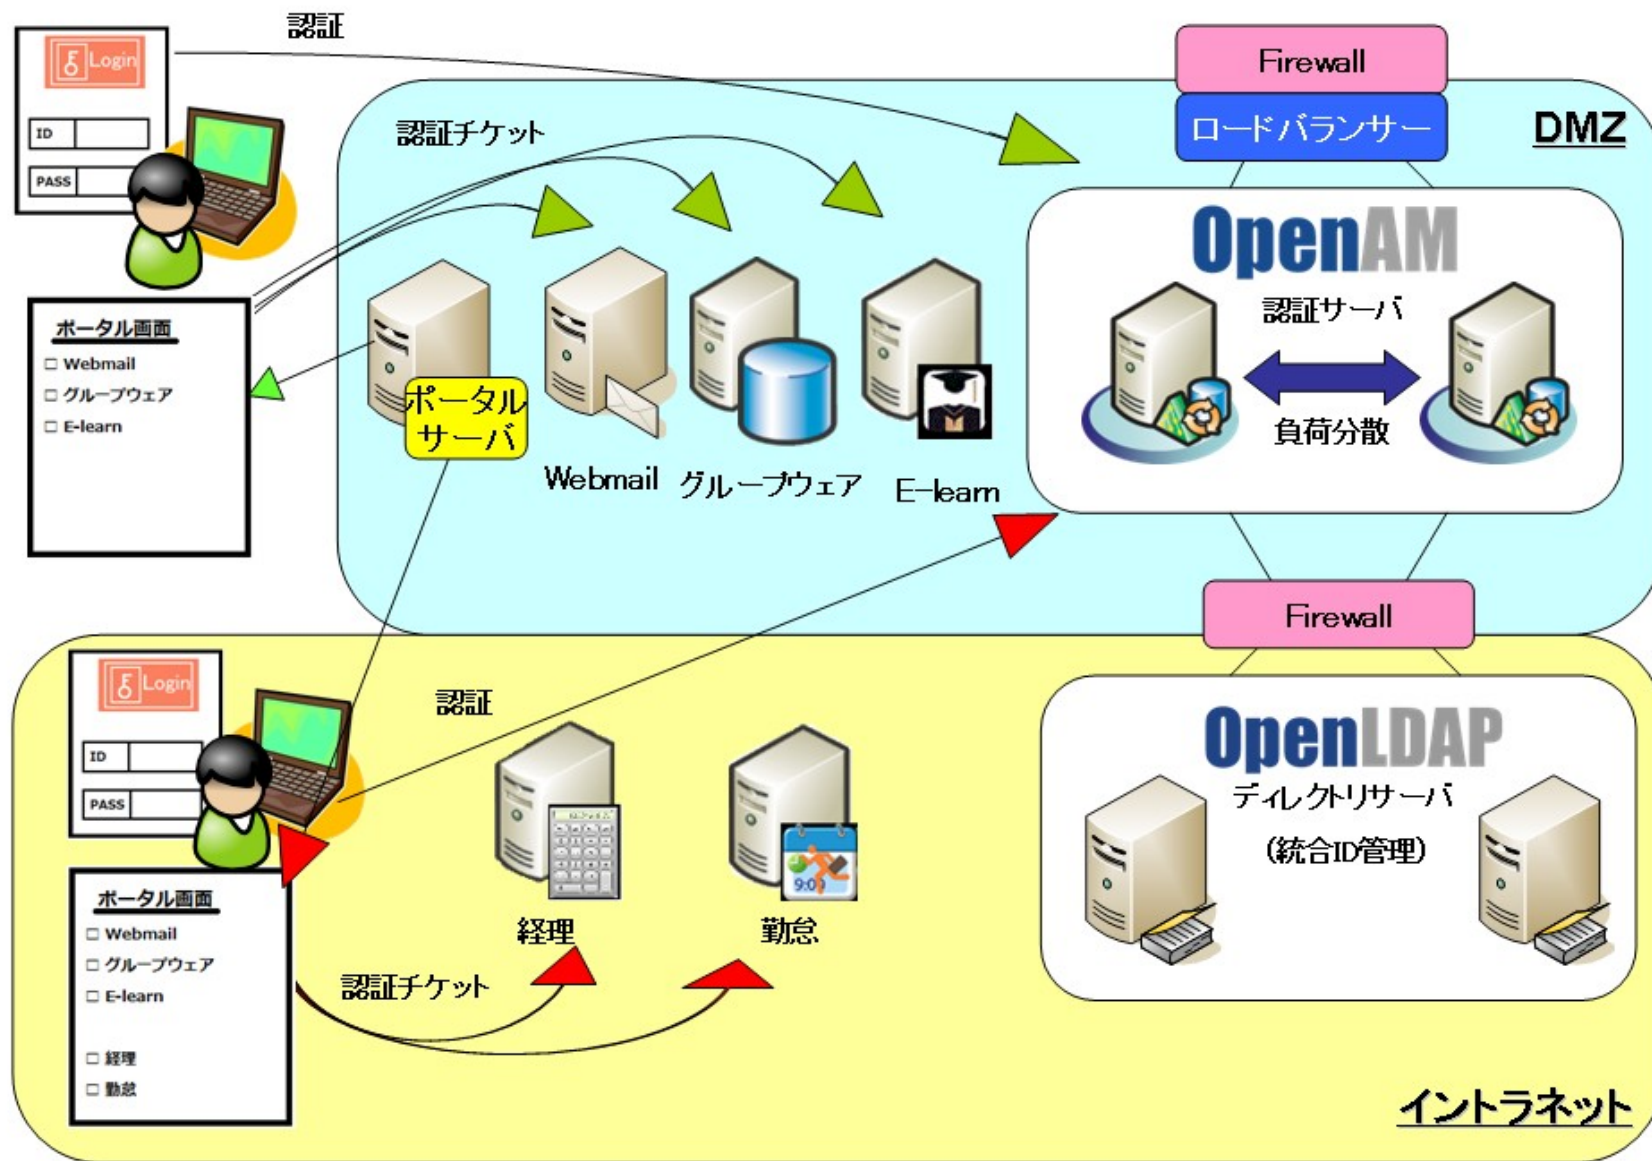 認証
Login
ID
PASS
Firewall
ロードバランサー
DMZ
認証チケット
OpenAM
認証サーバ
負荷分散
ポータル画面
□ Webmail
□ グループウェア
□ E-learn
ポータル
サーバ
Webmail
グループウェア
E-learn
Firewall
Login
ID
PASS
認証
経理
9:00
勤怠
OpenLDAP
ディレクトリサーバ
(統合ID管理)
ポータル画面
□ Webmail
□ グループウェア
□ E-learn
□ 経理
□ 勤怠
認証チケット
イントラネット